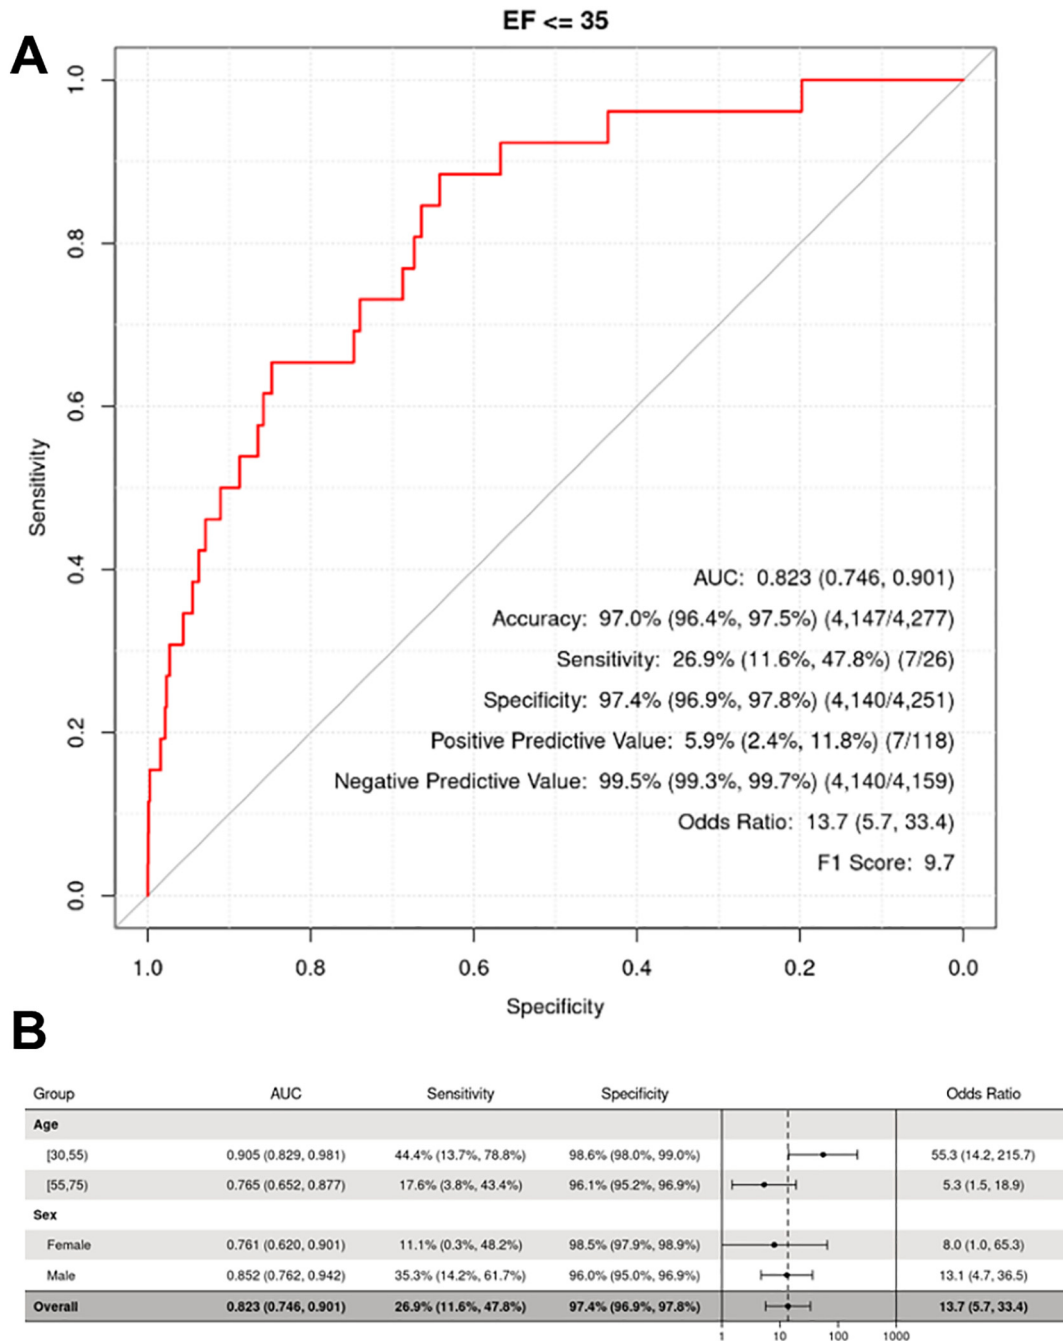 A
EF <= 35
1.0
0.8
0.6
0.4
0.2
0.0
Sensitivity
AUC: 0.823 (0.746, 0.901)
Accuracy: 97.0% (96.4%, 97.5%) (4,147/4,277)
Sensitivity: 26.9% (11.6%, 47.8%) (7/26)
Specificity: 97.4% (96.9%, 97.8%) (4,140/4,251)
Positive Predictive Value: 5.9% (2.4%, 11.8%) (7/118)
Negative Predictive Value: 99.5% (99.3%, 99.7%) (4,140/4,159)
Odds Ratio: 13.7 (5.7, 33.4)
F1 Score: 9.7
1.0 0.8 0.6 0.4 0.2 0.0
Specificity
B
Group AUC Sensitivity Specificity Odds Ratio
Age
[30,55) 0.905 (0.829, 0.981) 44.4% (13.7%, 78.8%) 98.6% (98.0%, 99.0%) 55.3 (14.2, 215.7)
[55,75) 0.765 (0.652, 0.877) 17.6% (3.8%, 43.4%) 96.1% (95.2%, 96.9%) 5.3 (1.5, 18.9)
Sex
Female 0.761 (0.620, 0.901) 11.1% (0.3%, 48.2%) 98.5% (97.9%, 98.9%) 8.0 (1.0, 65.3)
Male 0.852 (0.762, 0.942) 35.3% (14.2%, 61.7%) 96.0% (95.0%, 96.9%) 13.1 (4.7, 36.5)
Overall 0.823 (0.746, 0.901) 26.9% (11.6%, 47.8%) 97.4% (96.9%, 97.8%) 13.7 (5.7, 33.4)
1 10 100 1000